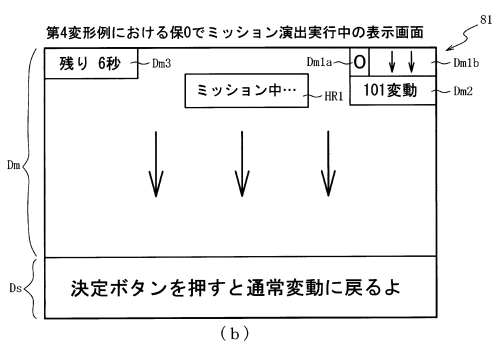 第4変形例における保0でミッション演出実行中の表示画面
81
残り 6秒
Dm3
Dm1a
0
Dm1b
ミッション中…
HR1
101変動
Dm2
Dm
Ds
決定ボタンを押すと通常変動に戻るよ
(b)